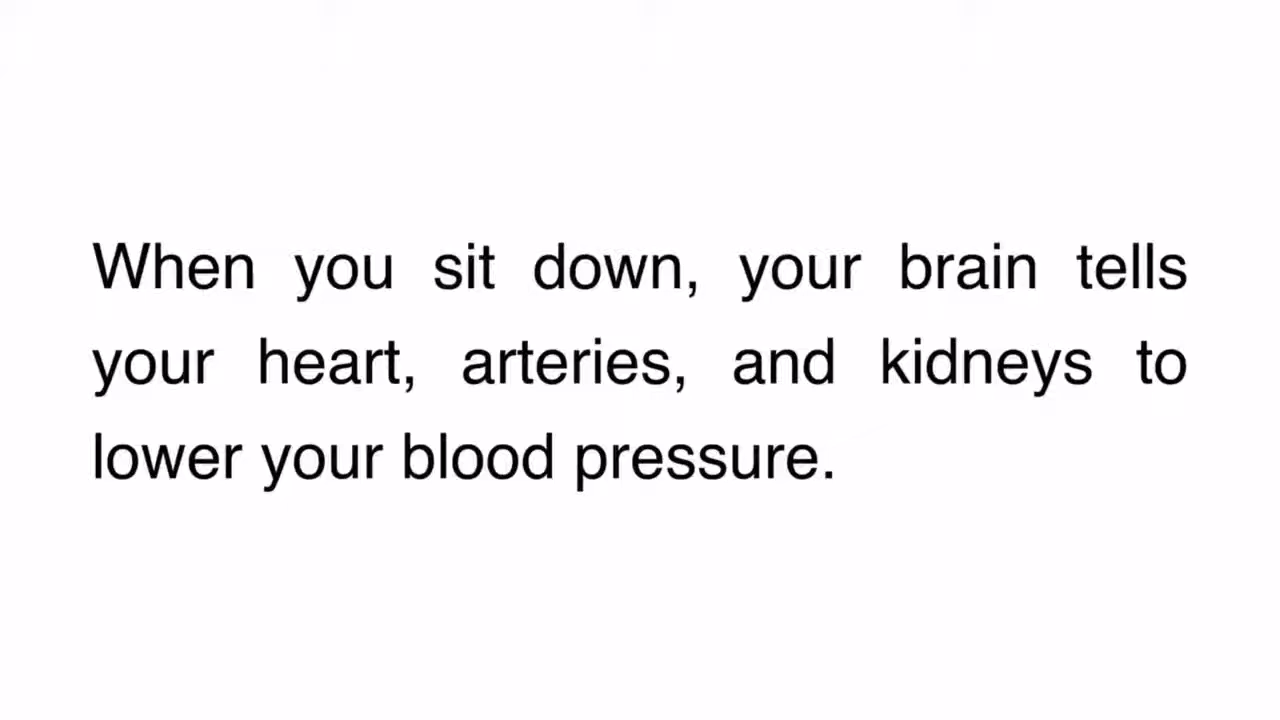 When you sit down, your brain tells
your heart, arteries, and kidneys to
lower your blood pressure.